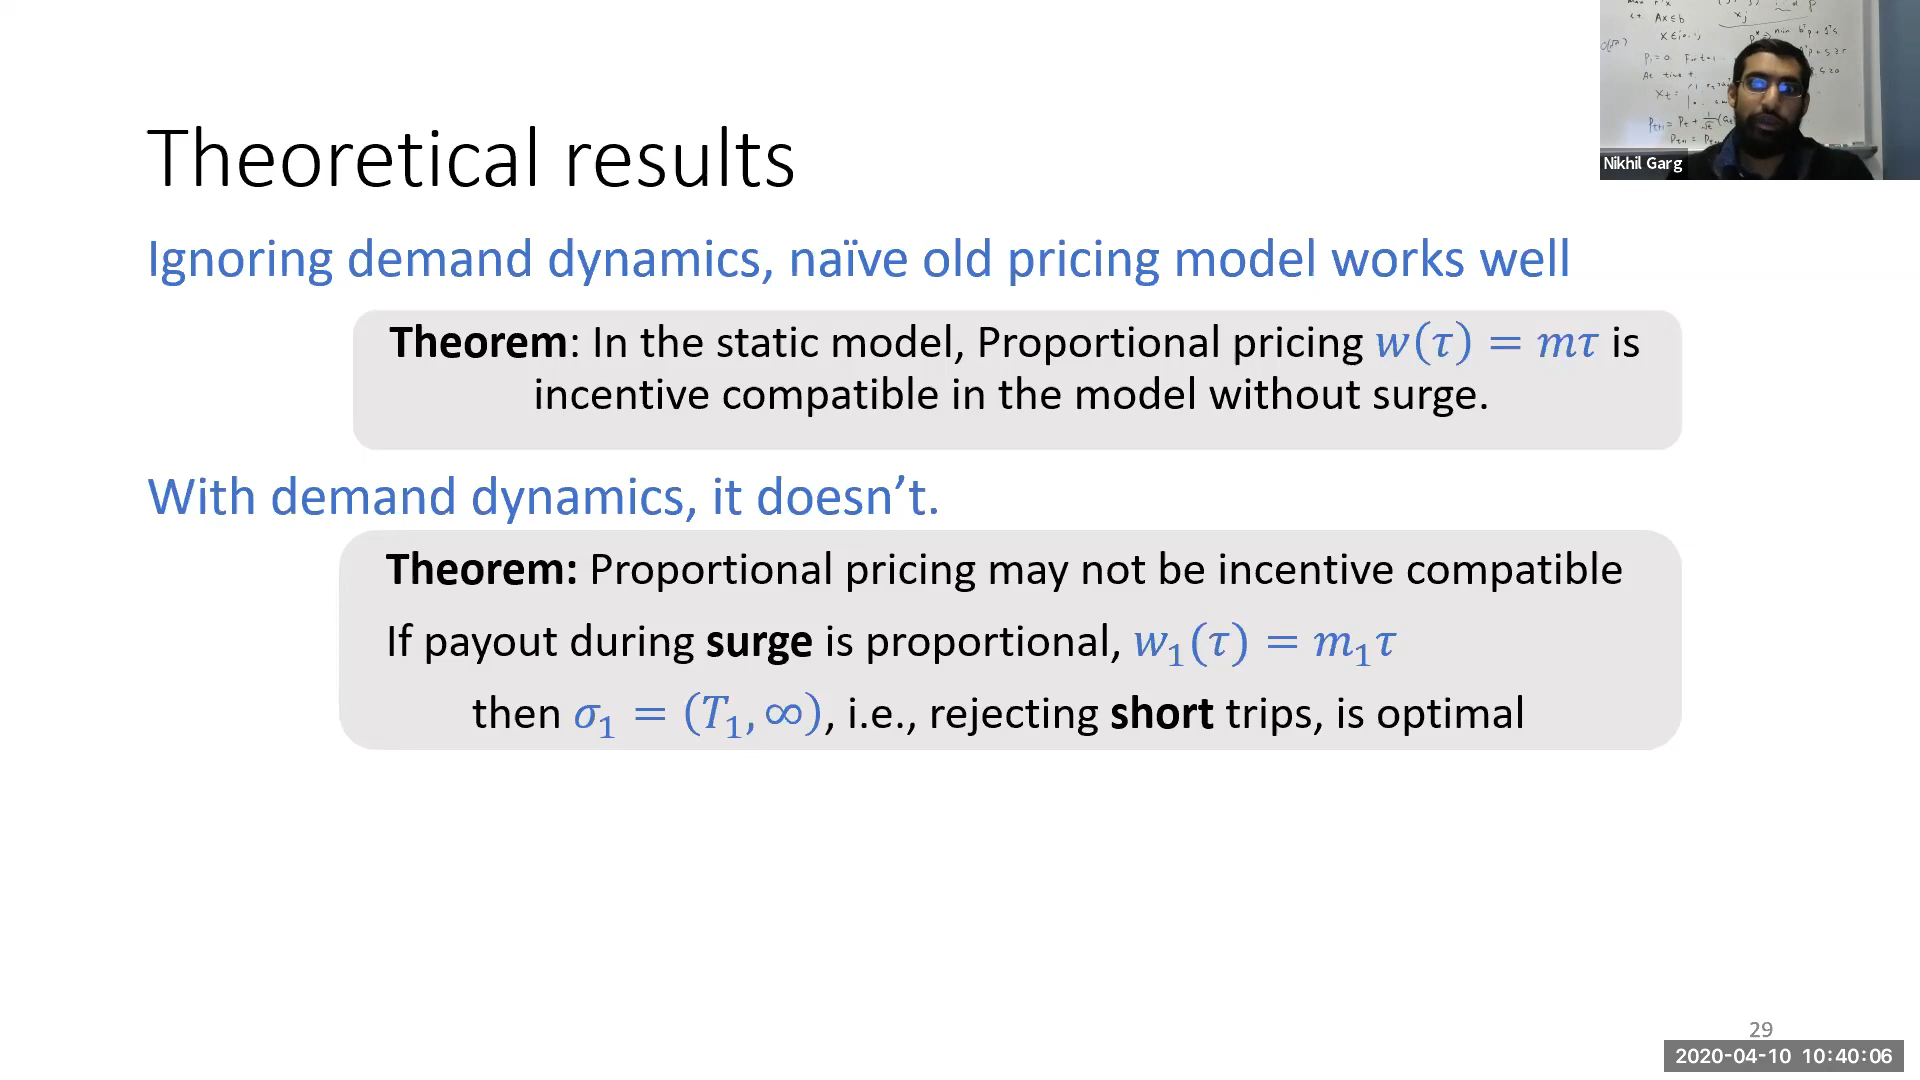 Theoretical results
Nikhil Garg
Ignoring demand dynamics, naïve old pricing model works well
Theorem: In the static model, Proportional pricing w(τ) = mτ is
incentive compatible in the model without surge.
With demand dynamics, it doesn’t.
Theorem: Proportional pricing may not be incentive compatible
If payout during surge is proportional, w₁(τ) = m₁τ
then σ₁ = (T₁, ∞), i.e., rejecting short trips, is optimal
29
2020-04-10 10:40:06